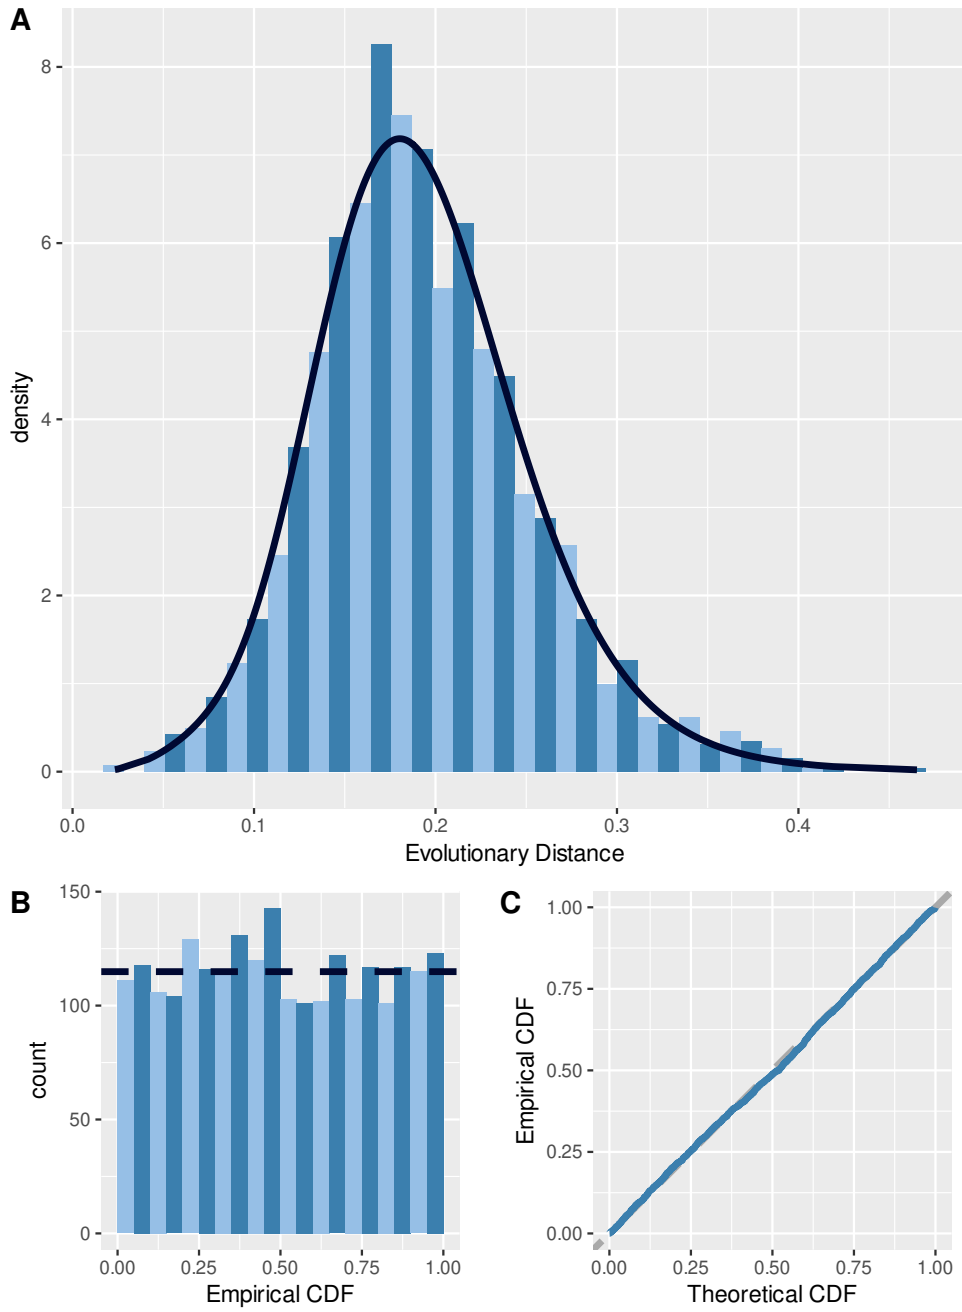 A
8
6
4
2
0
density
0.0 0.1 0.2 0.3 0.4
Evolutionary Distance
B
150
100
50
0
count
0.00 0.25 0.50 0.75 1.00
Empirical CDF
C
1.00
0.75
0.50
0.25
0.00
Empirical CDF
0.00 0.25 0.50 0.75 1.00
Theoretical CDF